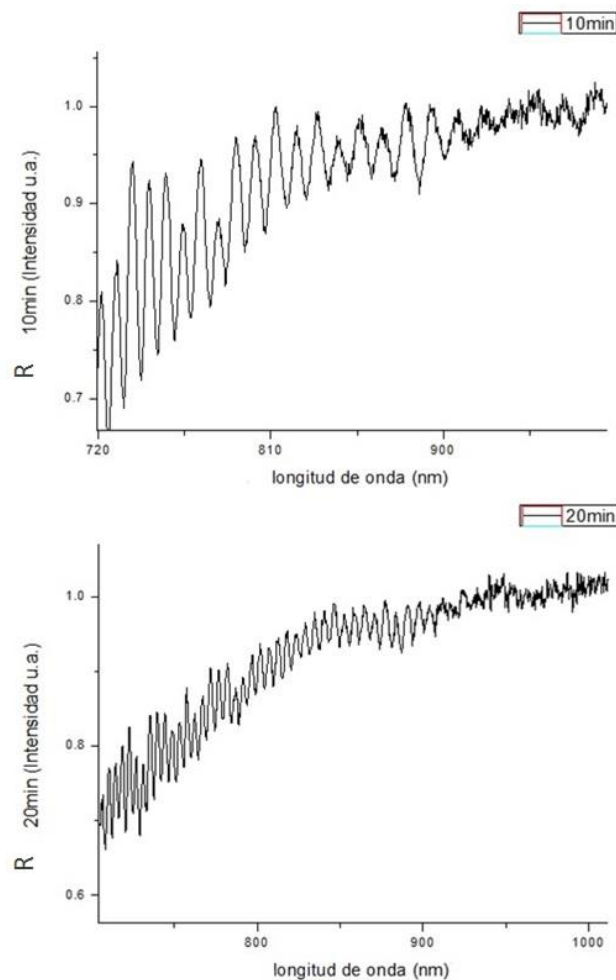 10min
1.0
0.9
0.8
0.7
R 10min (Intensidad u.a.)
720 810 900
longitud de onda (nm)
20min
1.0
0.8
0.6
R 20min (Intensidad u.a.)
800 900 1000
longitud de onda (nm)